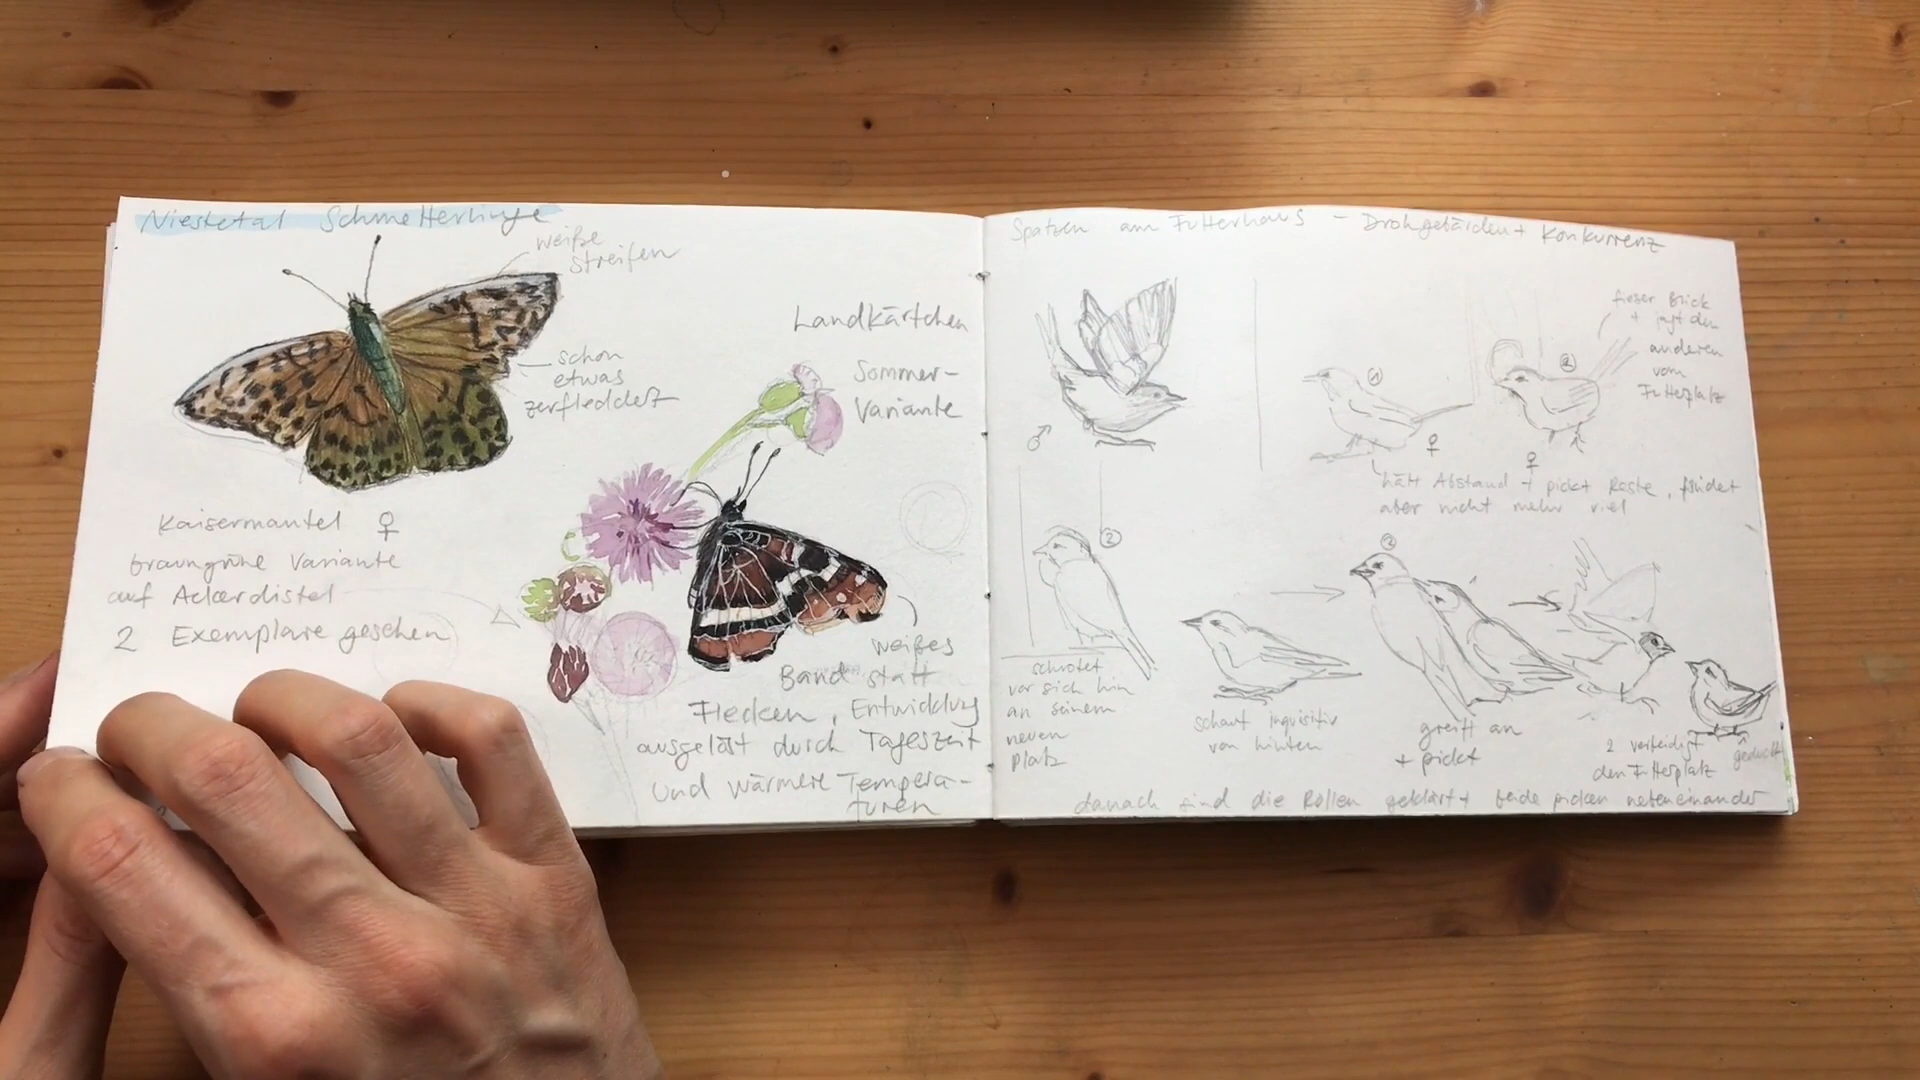 Niestetal Schmetterlinge
weiße
Streifen
schon
etwas
zerfleddert
Kaisermantel ♀
braungrüne Variante
auf Ackerdistel
2 Exemplare gesehen
Landkärtchen
Sommer-
Variante
weißes
Band statt
Flecken, Entwicklung
ausgelöst durch Tageszeit
und wärmere Tempera-
turen
Spatzen am Futterhaus - Drohgebärden + Konkurrenz
♂
① ♀
② ♀
fieser Blick
+ jagt den
anderen
vom
Futterplatz
hält Abstand + pickt Reste, findet
aber nicht mehr viel
②
schrotet
vor sich hin
an seinem
neuen
Platz
schaut inquisitiv
von hinten
②
greift an
+ pickt
2 verteidigt
den Futterplatz
geduckt
danach sind die Rollen geklärt + beide picken nebeneinander